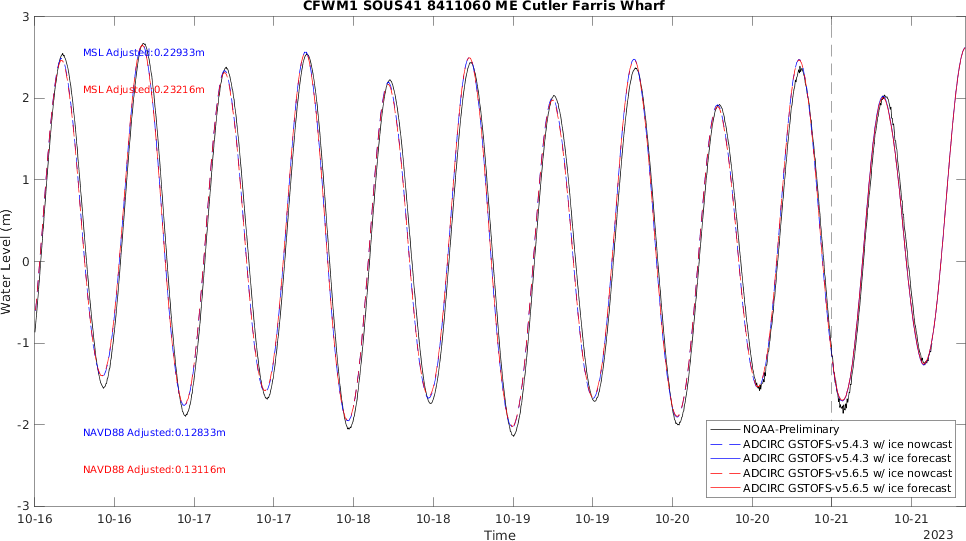 CFWM1 SOUS41 8411060 ME Cutler Farris Wharf
3
2
1
0
-1
-2
-3
Water Level (m)
MSL Adjusted:0.22933m
MSL Adjusted:0.23216m
NAVD88 Adjusted:0.12833m
NAVD88 Adjusted:0.13116m
NOAA-Preliminary
ADCIRC GSTOFS-v5.4.3 w/ ice nowcast
ADCIRC GSTOFS-v5.4.3 w/ ice forecast
ADCIRC GSTOFS-v5.6.5 w/ ice nowcast
ADCIRC GSTOFS-v5.6.5 w/ ice forecast
10-16 10-16 10-17 10-17 10-18 10-18 10-19 10-19 10-20 10-20 10-21 10-21
Time
2023